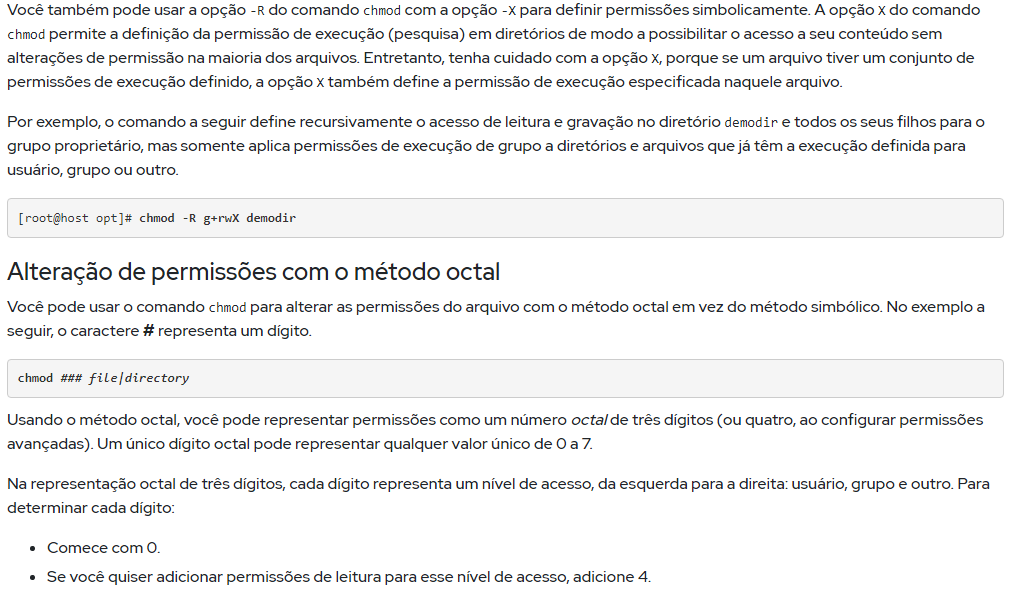 Você também pode usar a opção -R do comando chmod com a opção -X para definir permissões simbolicamente. A opção X do comando
chmod permite a definição da permissão de execução (pesquisa) em diretórios de modo a possibilitar o acesso a seu conteúdo sem
alterações de permissão na maioria dos arquivos. Entretanto, tenha cuidado com a opção X, porque se um arquivo tiver um conjunto de
permissões de execução definido, a opção X também define a permissão de execução especificada naquele arquivo.
Por exemplo, o comando a seguir define recursivamente o acesso de leitura e gravação no diretório demodir e todos os seus filhos para o
grupo proprietário, mas somente aplica permissões de execução de grupo a diretórios e arquivos que já têm a execução definida para
usuário, grupo ou outro.
[root@host opt]# chmod -R g+rwX demodir
Alteração de permissões com o método octal
Você pode usar o comando chmod para alterar as permissões do arquivo com o método octal em vez do método simbólico. No exemplo a
seguir, o caractere # representa um dígito.
chmod ### file|directory
Usando o método octal, você pode representar permissões como um número octal de três dígitos (ou quatro, ao configurar permissões
avançadas). Um único dígito octal pode representar qualquer valor único de 0 a 7.
Na representação octal de três dígitos, cada dígito representa um nível de acesso, da esquerda para a direita: usuário, grupo e outro. Para
determinar cada dígito:
• Comece com 0.
• Se você quiser adicionar permissões de leitura para esse nível de acesso, adicione 4.